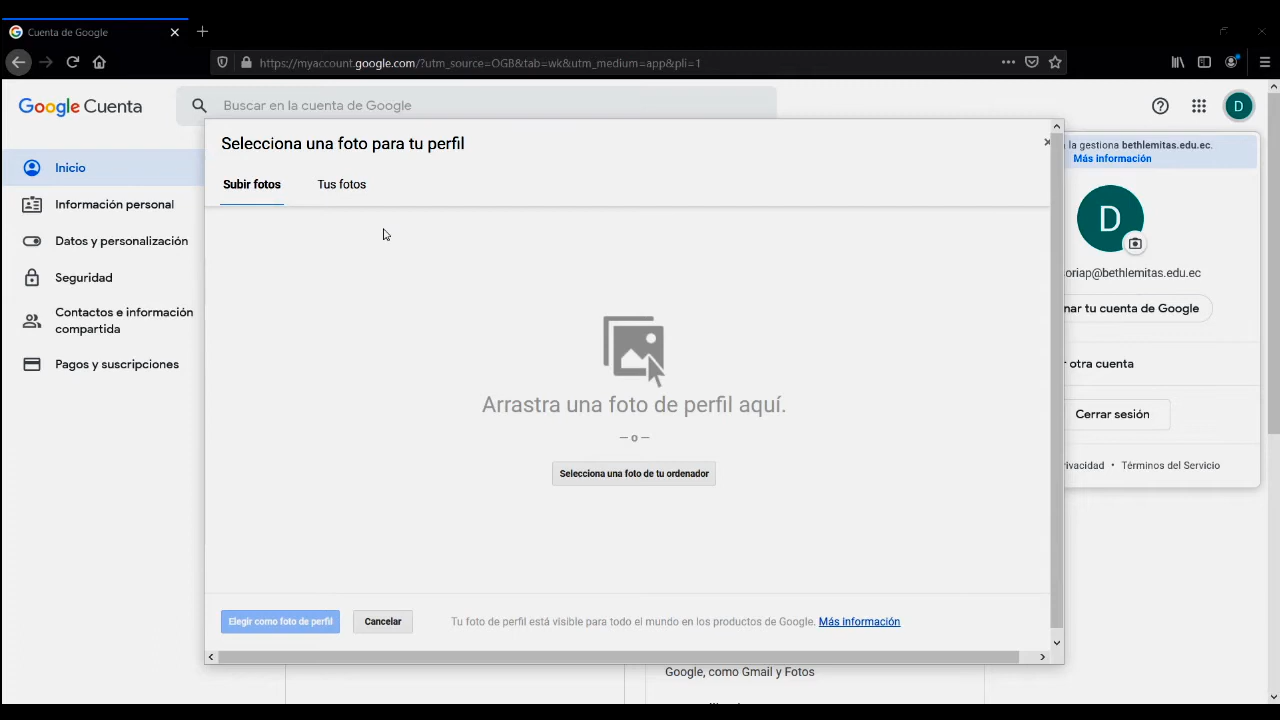 Cuenta de Google
https://myaccount.google.com/?utm_source=OGB&tab=wk&utm_medium=app&pli=1
Google Cuenta
Buscar en la cuenta de Google
D
Inicio
Información personal
Datos y personalización
Seguridad
Contactos e información
compartida
Pagos y suscripciones
Selecciona una foto para tu perfil
Subir fotos
Tus fotos
Arrastra una foto de perfil aquí.
— o —
Selecciona una foto de tu ordenador
Elegir como foto de perfil
Cancelar
Tu foto de perfil está visible para todo el mundo en los productos de Google. Más información
la gestiona bethlemitas.edu.ec.
Más información
D
oriap@bethlemitas.edu.ec
nar tu cuenta de Google
r otra cuenta
Cerrar sesión
rivacidad • Términos del Servicio
Google, como Gmail y Fotos